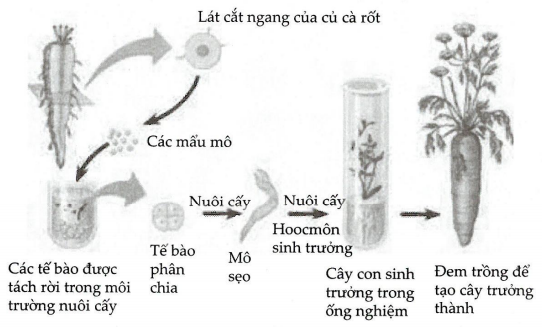 Lát cắt ngang của củ cà rốt
Các mẩu mô
Nuôi cấy
Nuôi cấy
Hoocmôn
sinh trưởng
Tế bào
phân
chia
Mô
sẹo
Các tế bào được
tách rời trong môi
trường nuôi cấy
Cây con sinh
trưởng trong
ống nghiệm
Đem trồng để
tạo cây trưởng
thành